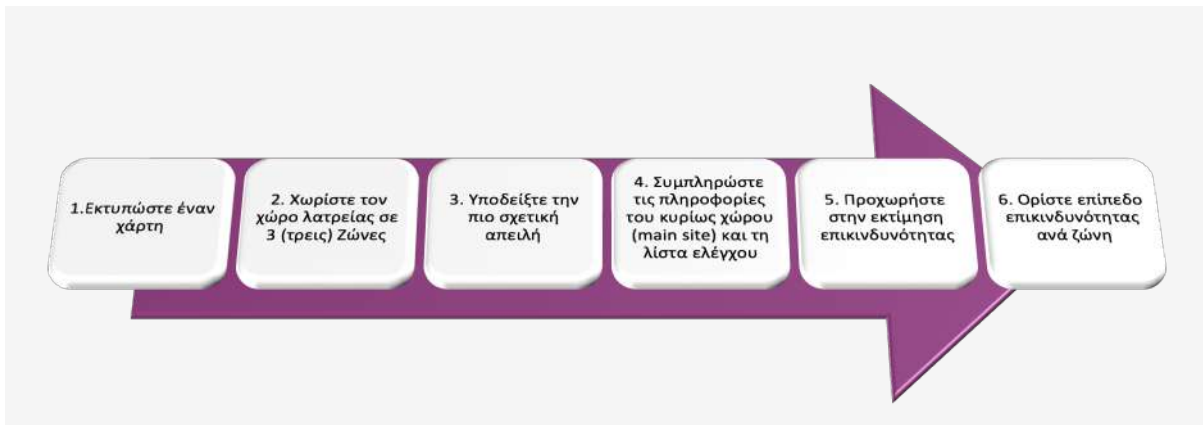 1.Εκτυπώστε έναν
χάρτη
2. Χωρίστε τον
χώρο λατρείας σε
3 (τρεις) Ζώνες
3. Υποδείξτε την
πιο σχετική
απειλή
4. Συμπληρώστε
τις πληροφορίες
του κυρίως χώρου
(main site) και τη
λίστα ελέγχου
5. Προχωρήστε
στην εκτίμηση
επικινδυνότητας
6. Ορίστε επίπεδο
επικινδυνότητας
ανά ζώνη